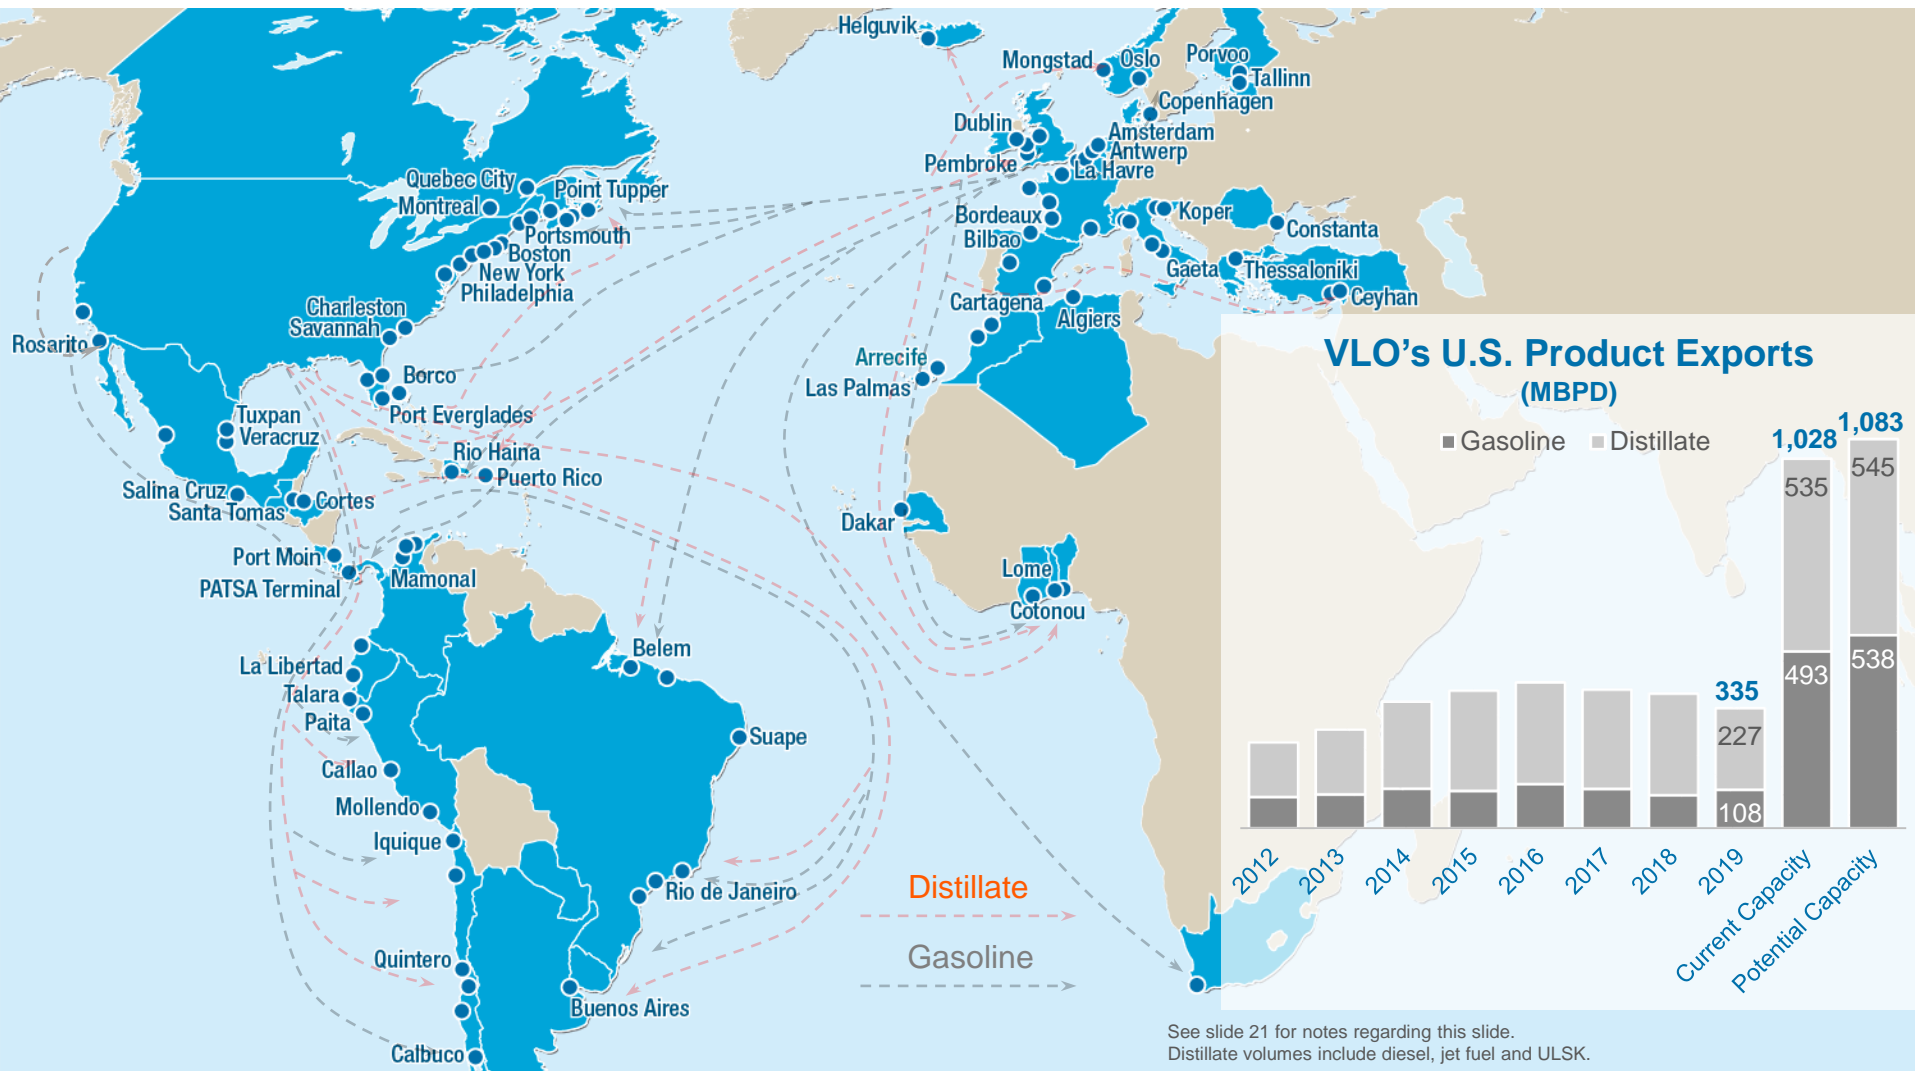 Helguvik
Mongstad
Oslo
Porvoo
Tallinn
Copenhagen
Dublin
Amsterdam
Antwerp
Pembroke
La Havre
Quebec City
Point Tupper
Montreal
Bordeaux
Koper
Portsmouth
Bilbao
Constanta
Boston
New York
Gaeta
Thessaloniki
Philadelphia
Cartagena
Ceyhan
Charleston
Algiers
Savannah
Rosarito
Arrecife
Borco
Las Palmas
Port Everglades
Tuxpan
Veracruz
Rio Haina
Puerto Rico
Salina Cruz
Cortes
Santa Tomas
Dakar
Port Moin
Lome
PATSA Terminal
Mamonal
Cotonou
Belem
La Libertad
Talara
Paita
Suape
Callao
Mollendo
Iquique
Rio de Janeiro
Quintero
Buenos Aires
Calbuco
Distillate
Gasoline
VLO’s U.S. Product Exports
(MBPD)
Gasoline Distillate
1,028
1,083
535
545
493
538
335
227
108
2012
2013
2014
2015
2016
2017
2018
2019
Current Capacity
Potential Capacity
See slide 21 for notes regarding this slide.
Distillate volumes include diesel, jet fuel and ULSK.